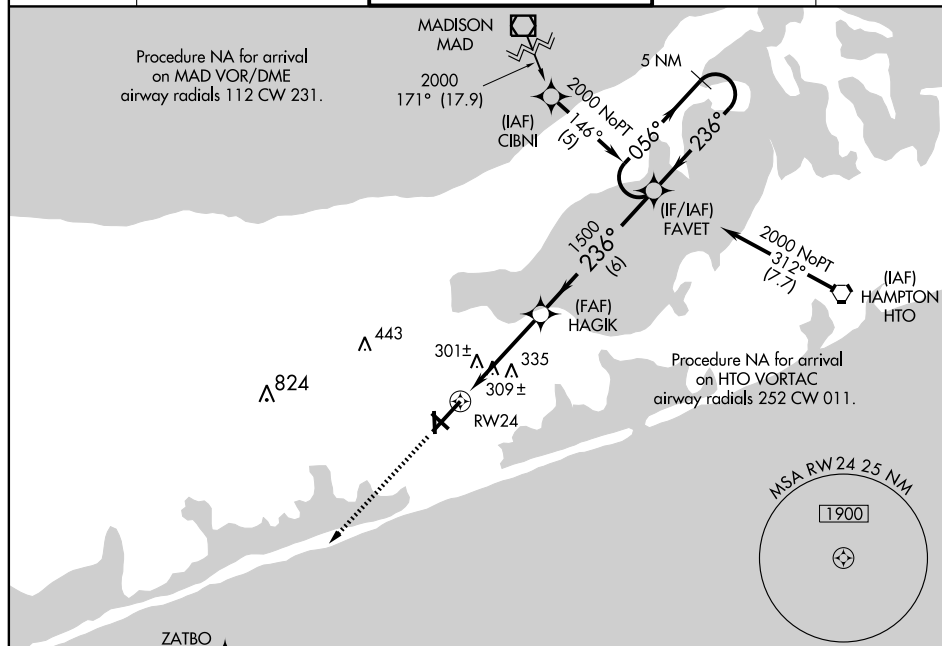 MADISON
MAD
Procedure NA for arrival
on MAD VOR/DME
airway radials 112 CW 231.
2000
171° (17.9)
(IAF)
CIBNI
2000 NoPT
146°
(5)
5 NM
056°
236°
(IF/IAF)
FAVET
1500
236°
(6)
2000 NoPT
312°
(7.7)
(IAF)
HAMPTON
HTO
(FAF)
HAGIK
443
301±
335
309±
824
RW24
Procedure NA for arrival
on HTO VORTAC
airway radials 252 CW 011.
MSA RW 24 25 NM
1900
ZATBO